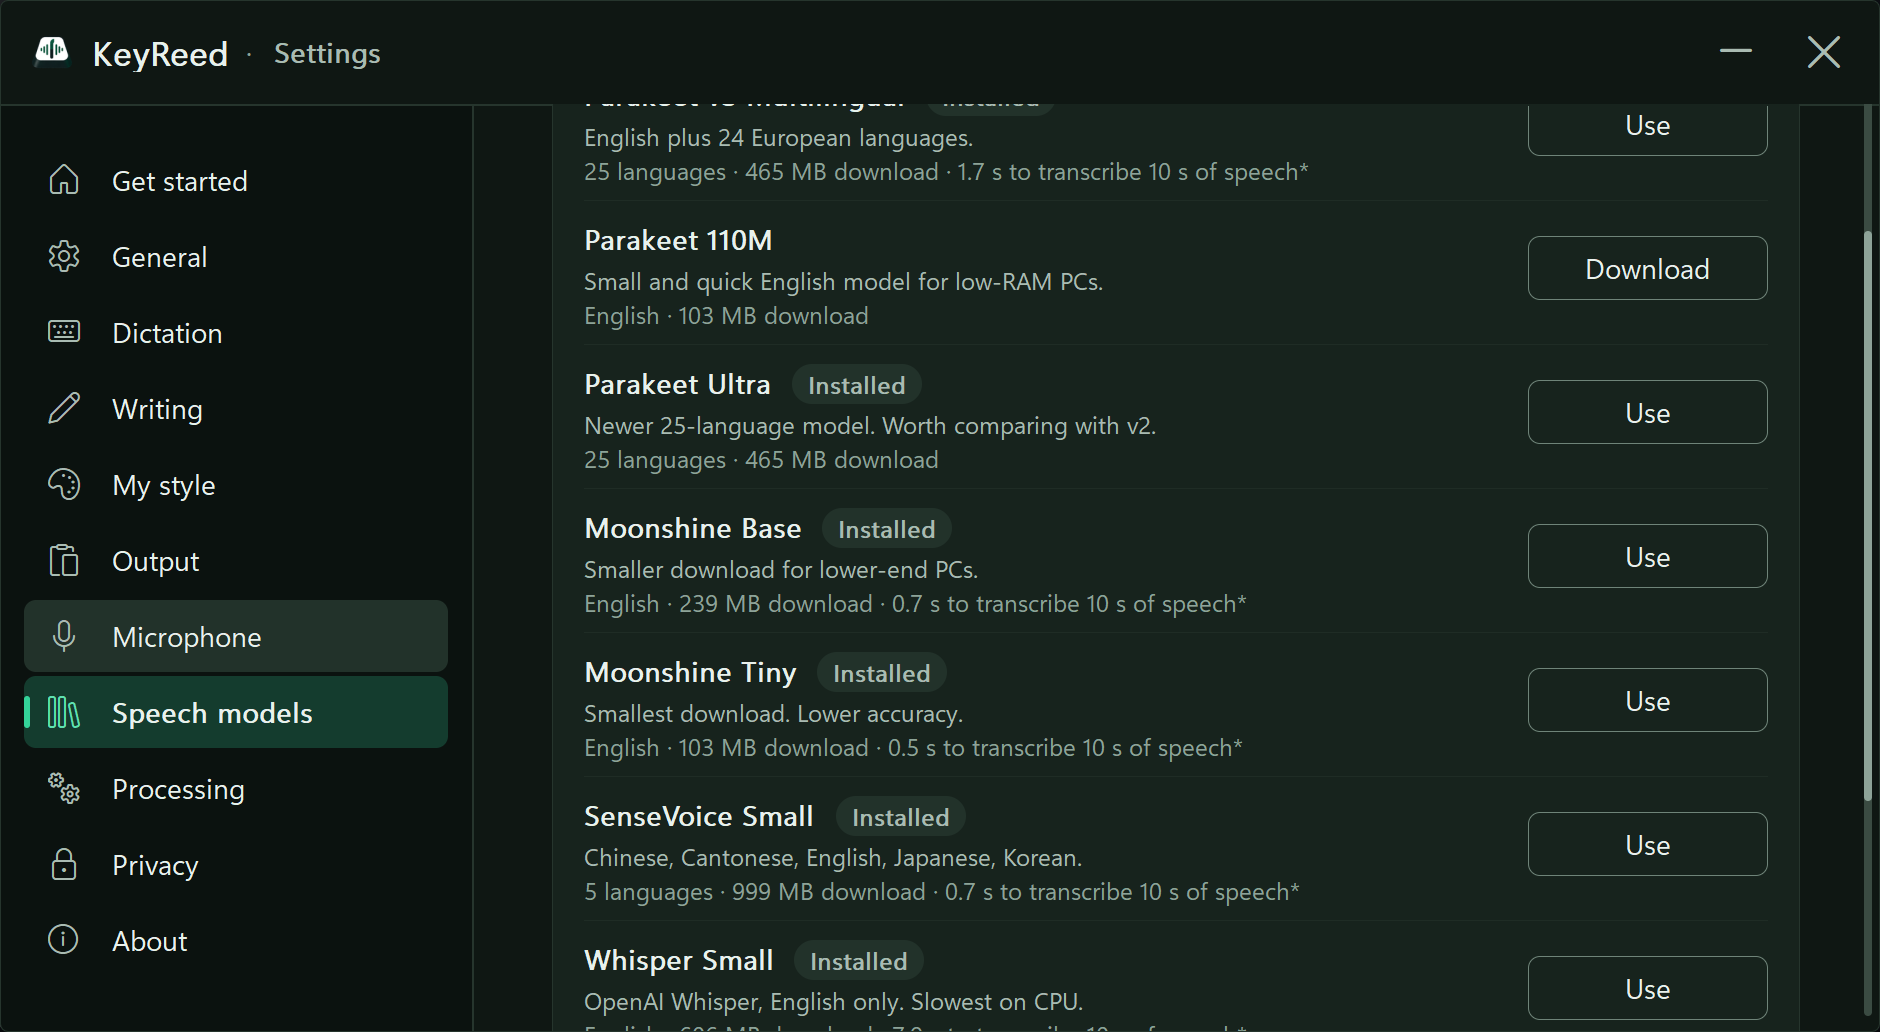 KeyReed · Settings
Get started
General
Dictation
Writing
My style
Output
Microphone
Speech models
Processing
Privacy
About
Parakeet v3 Multilingual Installed
English plus 24 European languages.
25 languages · 465 MB download · 1.7 s to transcribe 10 s of speech*
Use
Parakeet 110M
Small and quick English model for low-RAM PCs.
English · 103 MB download
Download
Parakeet Ultra Installed
Newer 25-language model. Worth comparing with v2.
25 languages · 465 MB download
Use
Moonshine Base Installed
Smaller download for lower-end PCs.
English · 239 MB download · 0.7 s to transcribe 10 s of speech*
Use
Moonshine Tiny Installed
Smallest download. Lower accuracy.
English · 103 MB download · 0.5 s to transcribe 10 s of speech*
Use
SenseVoice Small Installed
Chinese, Cantonese, English, Japanese, Korean.
5 languages · 999 MB download · 0.7 s to transcribe 10 s of speech*
Use
Whisper Small Installed
OpenAI Whisper, English only. Slowest on CPU.
Use